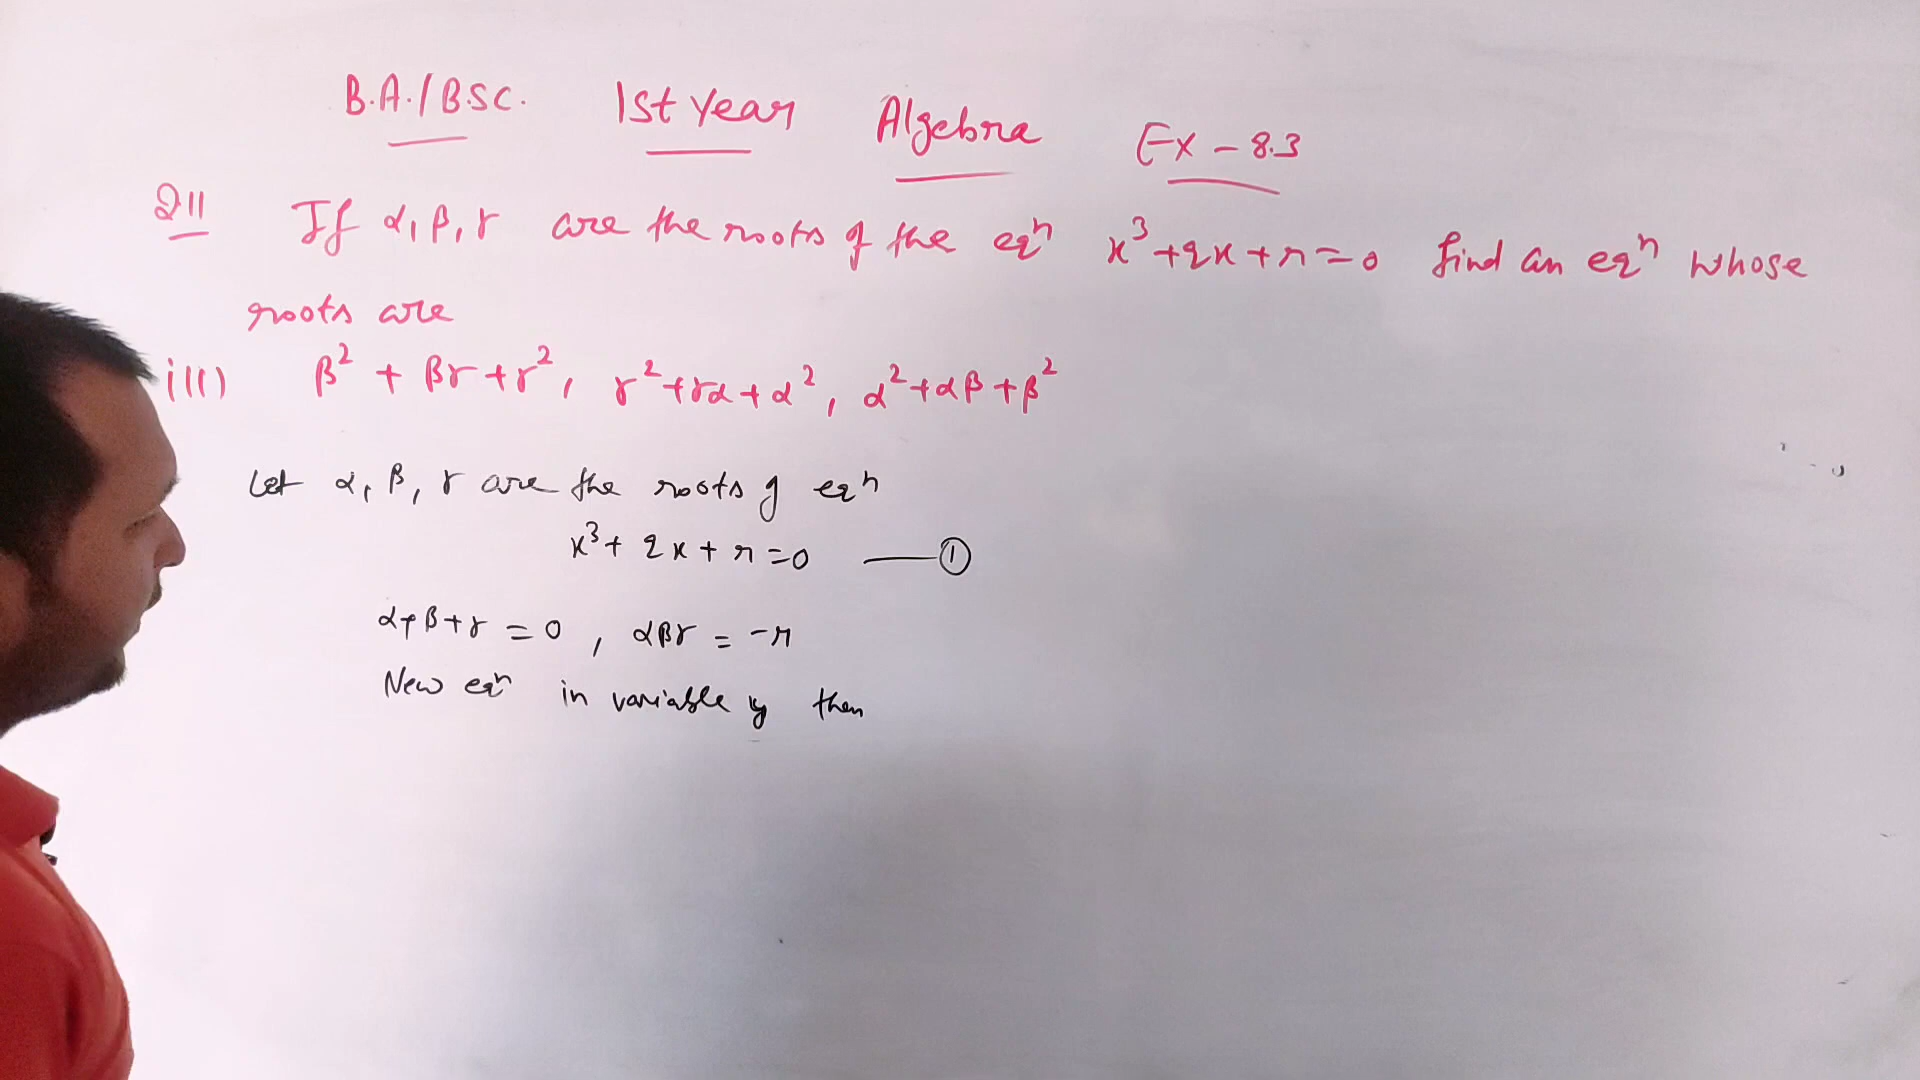 B.A./B.SC. 1st Year Algebra Ex - 8.3
Q11 If α, β, γ are the roots of the eqn x³+qx+r=0 find an eqn whose
roots are
iii) β² + βγ + γ², γ²+γα+α², α²+αβ+β²
Let α, β, γ are the roots of eqn
x³ + qx + r = 0 —— ①
α+β+γ = 0, αβγ = -r
New eqn in variable y then